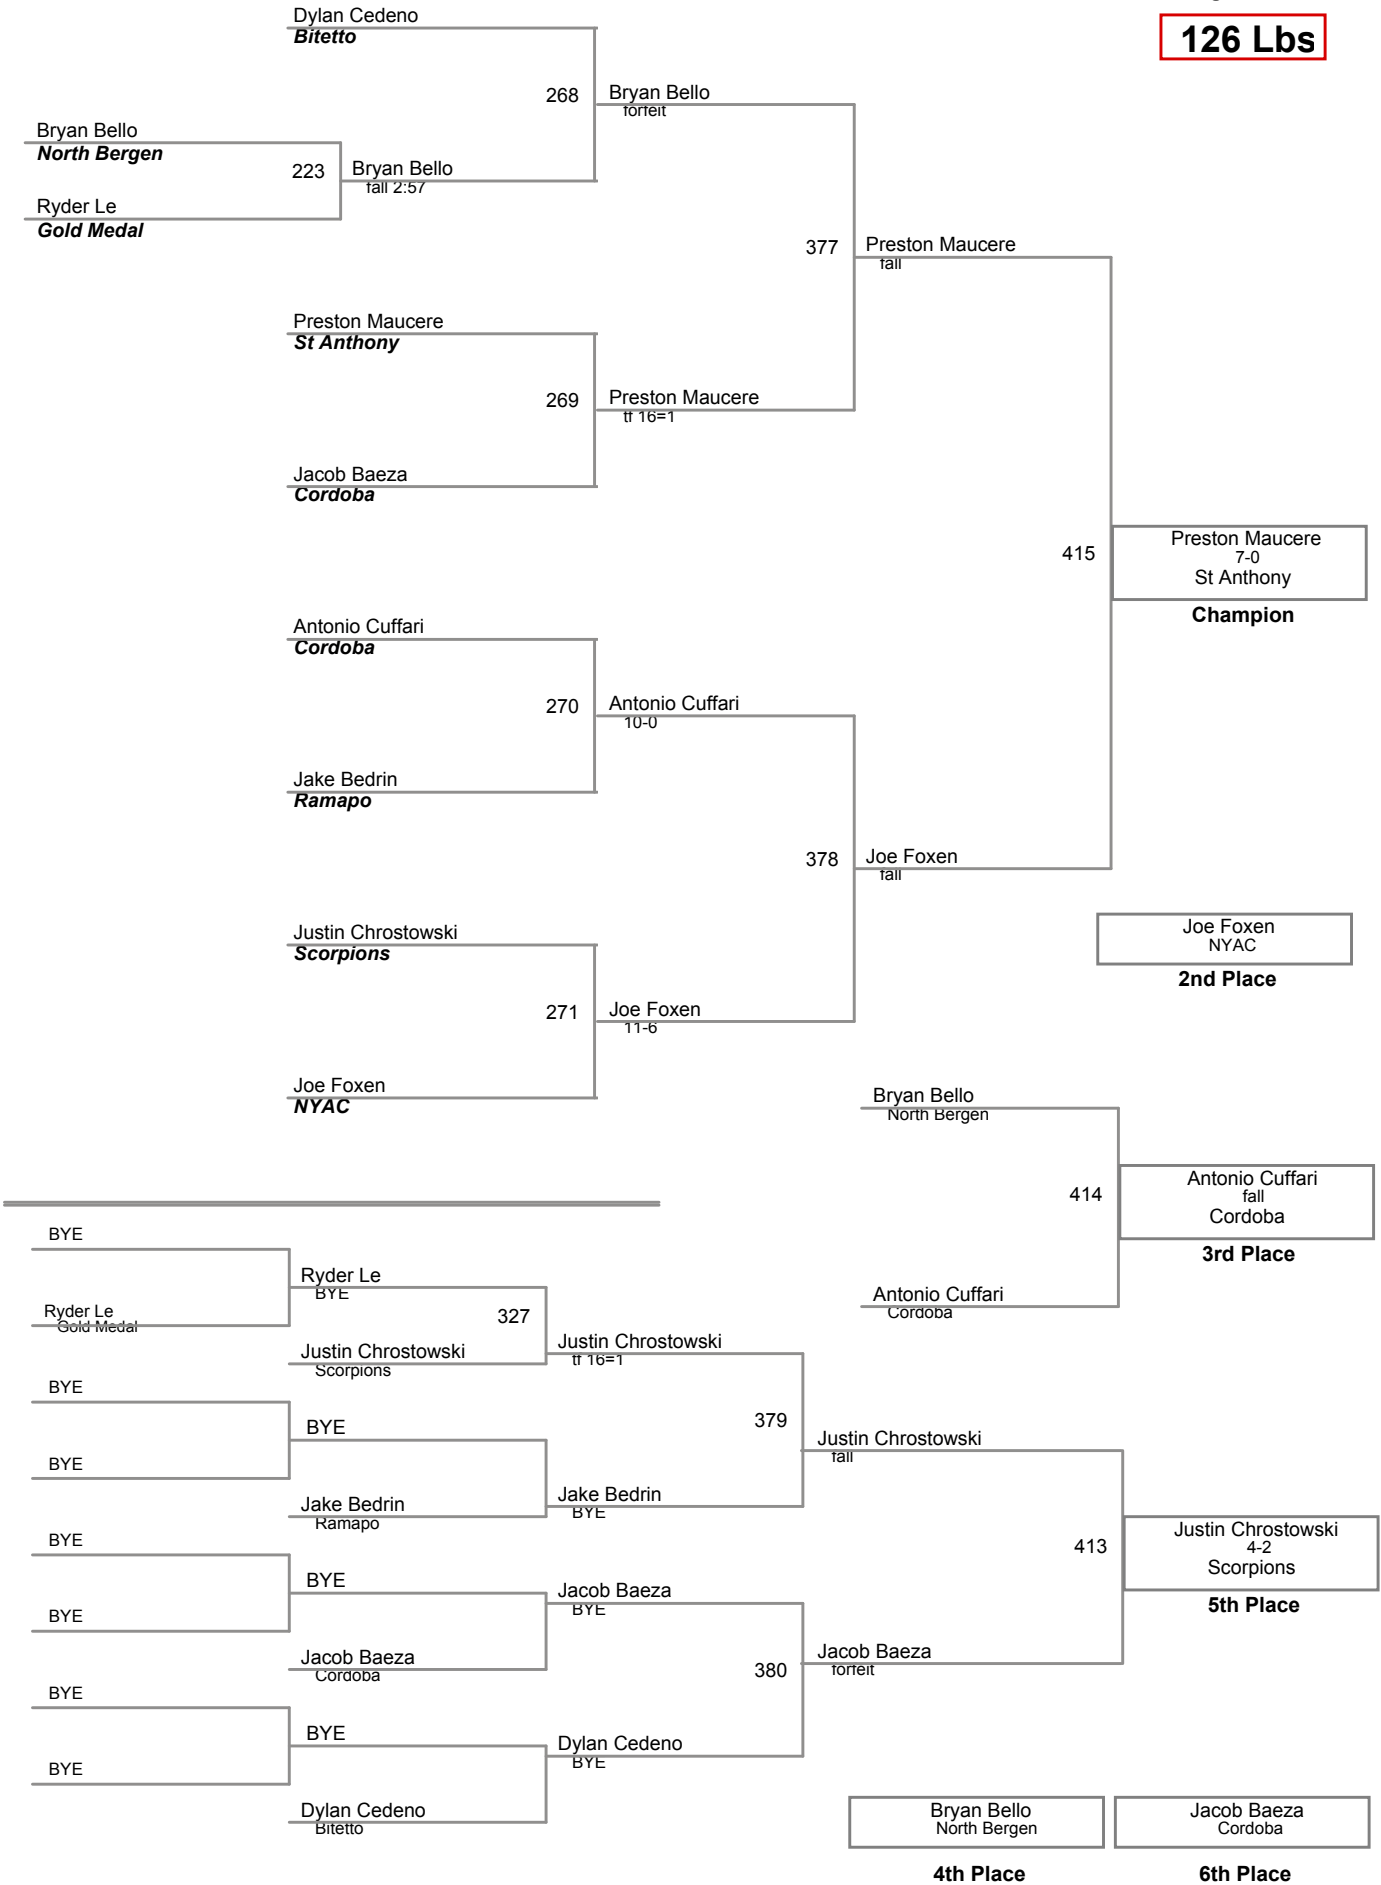 126 Lbs
Dylan Cedeno
Bitetto
268
Bryan Bello
forfeit
Bryan Bello
North Bergen
223
Bryan Bello
fall 2:57
Ryder Le
Gold Medal
377
Preston Maucere
fall
Preston Maucere
St Anthony
269
Preston Maucere
tf 16=1
Jacob Baeza
Cordoba
415
Preston Maucere
7-0
St Anthony
Champion
Antonio Cuffari
Cordoba
270
Antonio Cuffari
10-0
Jake Bedrin
Ramapo
378
Joe Foxen
fall
Justin Chrostowski
Scorpions
Joe Foxen
NYAC
2nd Place
271
Joe Foxen
11-6
Joe Foxen
NYAC
Bryan Bello
North Bergen
414
Antonio Cuffari
fall
Cordoba
3rd Place
Antonio Cuffari
Cordoba
BYE
Ryder Le
BYE
Ryder Le
Gold Medal
327
Justin Chrostowski
tf 16=1
Justin Chrostowski
Scorpions
BYE
BYE
379
Justin Chrostowski
fall
BYE
Jake Bedrin
BYE
Jake Bedrin
Ramapo
413
Justin Chrostowski
4-2
Scorpions
5th Place
BYE
BYE
Jacob Baeza
BYE
BYE
Jacob Baeza
Cordoba
380
Jacob Baeza
forfeit
BYE
BYE
Dylan Cedeno
BYE
BYE
Dylan Cedeno
Bitetto
Bryan Bello
North Bergen
4th Place
Jacob Baeza
Cordoba
6th Place